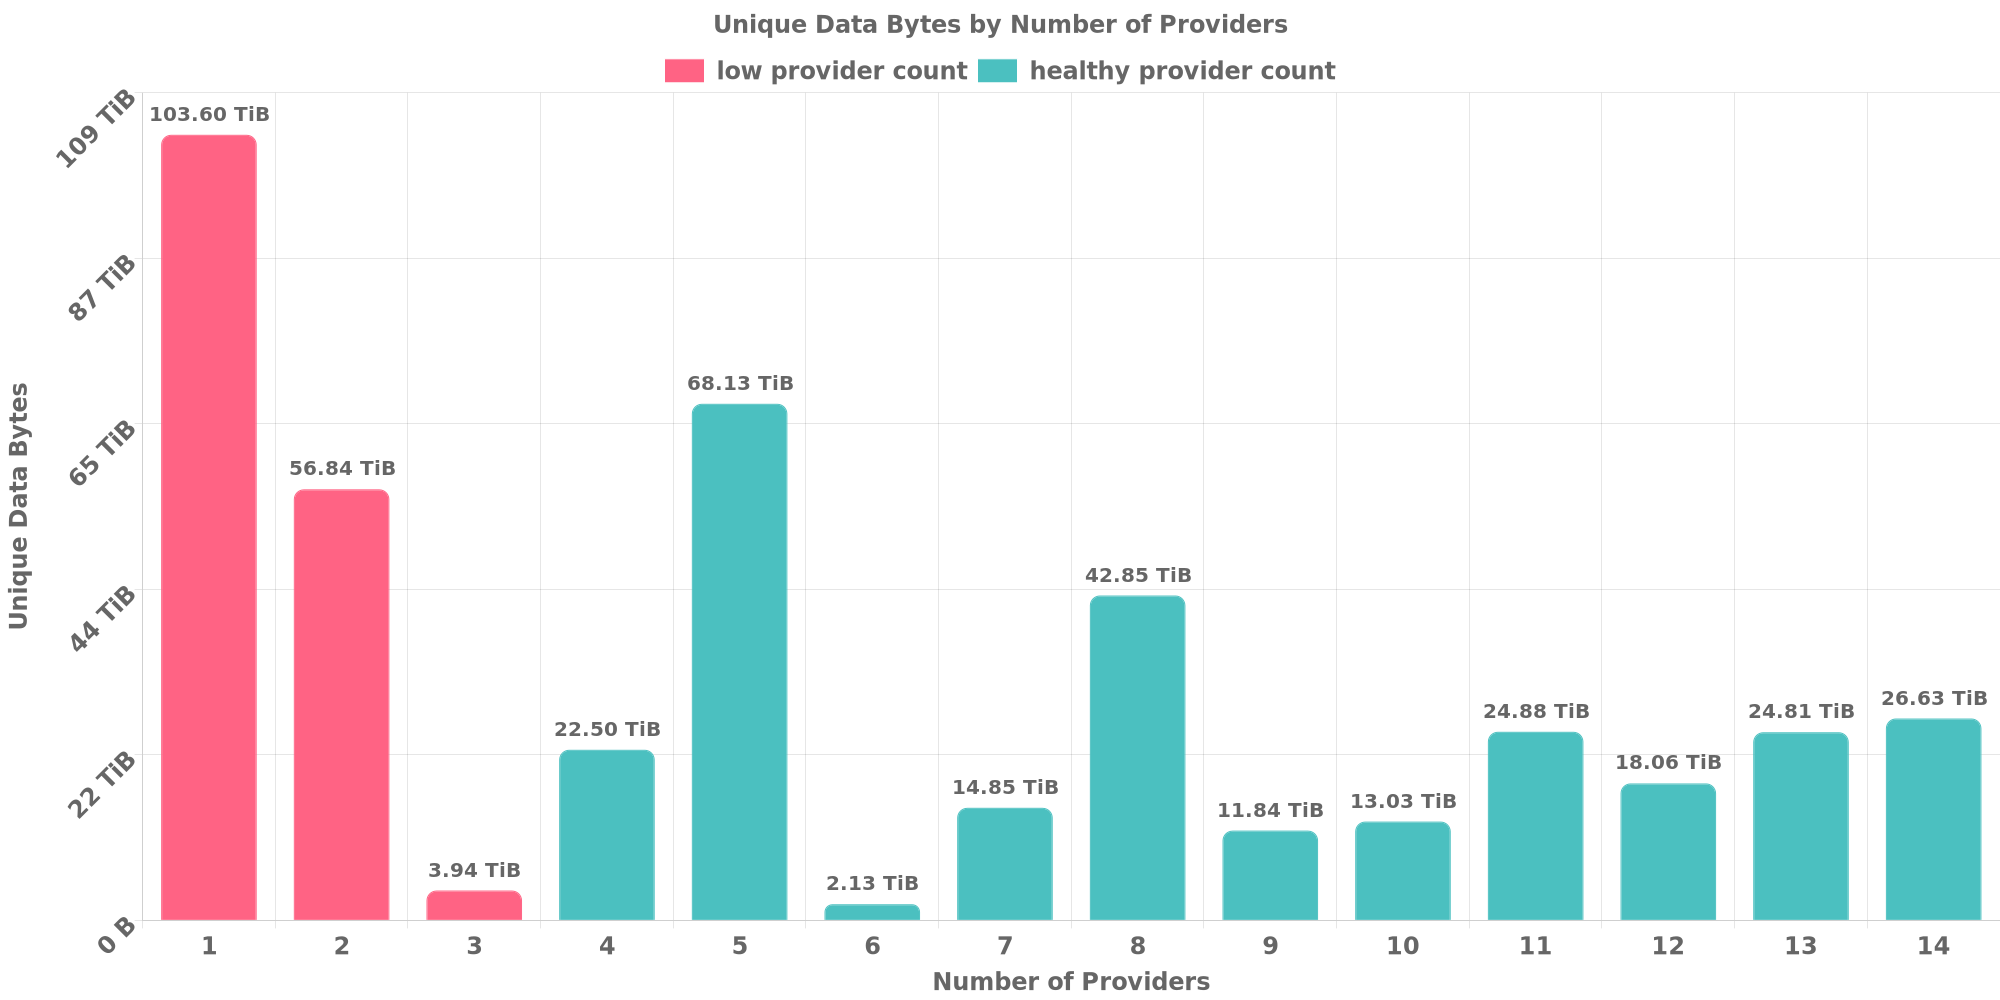 Unique Data Bytes by Number of Providers
low provider count healthy provider count
109 TiB
87 TiB
65 TiB
44 TiB
22 TiB
0 B
Unique Data Bytes
103.60 TiB
56.84 TiB
3.94 TiB
22.50 TiB
68.13 TiB
2.13 TiB
14.85 TiB
42.85 TiB
11.84 TiB
13.03 TiB
24.88 TiB
18.06 TiB
24.81 TiB
26.63 TiB
1 2 3 4 5 6 7 8 9 10 11 12 13 14
Number of Providers